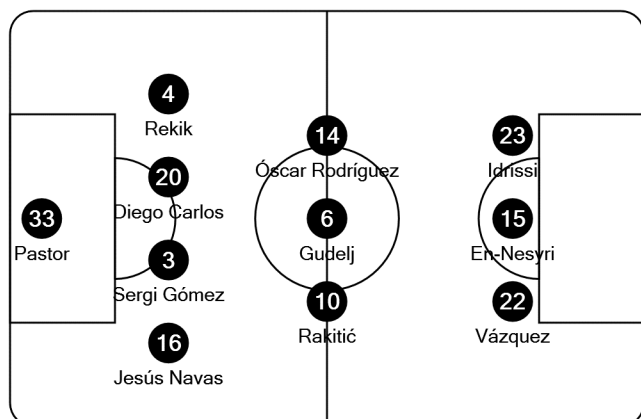 4
Rekik
14
Óscar Rodríguez
23
Idrissi
20
Diego Carlos
33
Pastor
6
Gudelj
15
En-Nesyri
3
Sergi Gómez
10
Rakitić
22
Vázquez
16
Jesús Navas